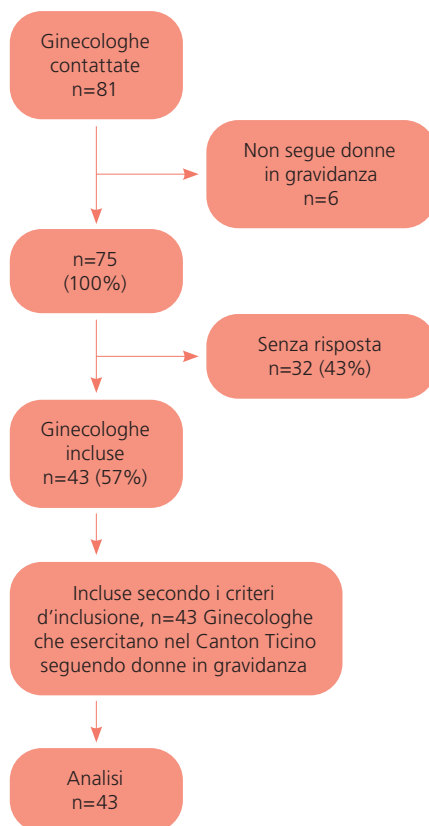 Ginecologhe
contattate
n=81
Non segue donne
in gravidanza
n=6
n=75
(100%)
Senza risposta
n=32 (43%)
Ginecologhe
incluse
n=43 (57%)
Incluse secondo i criteri
d’inclusione, n=43 Ginecologhe
che esercitano nel Canton Ticino
seguendo donne in gravidanza
Analisi
n=43